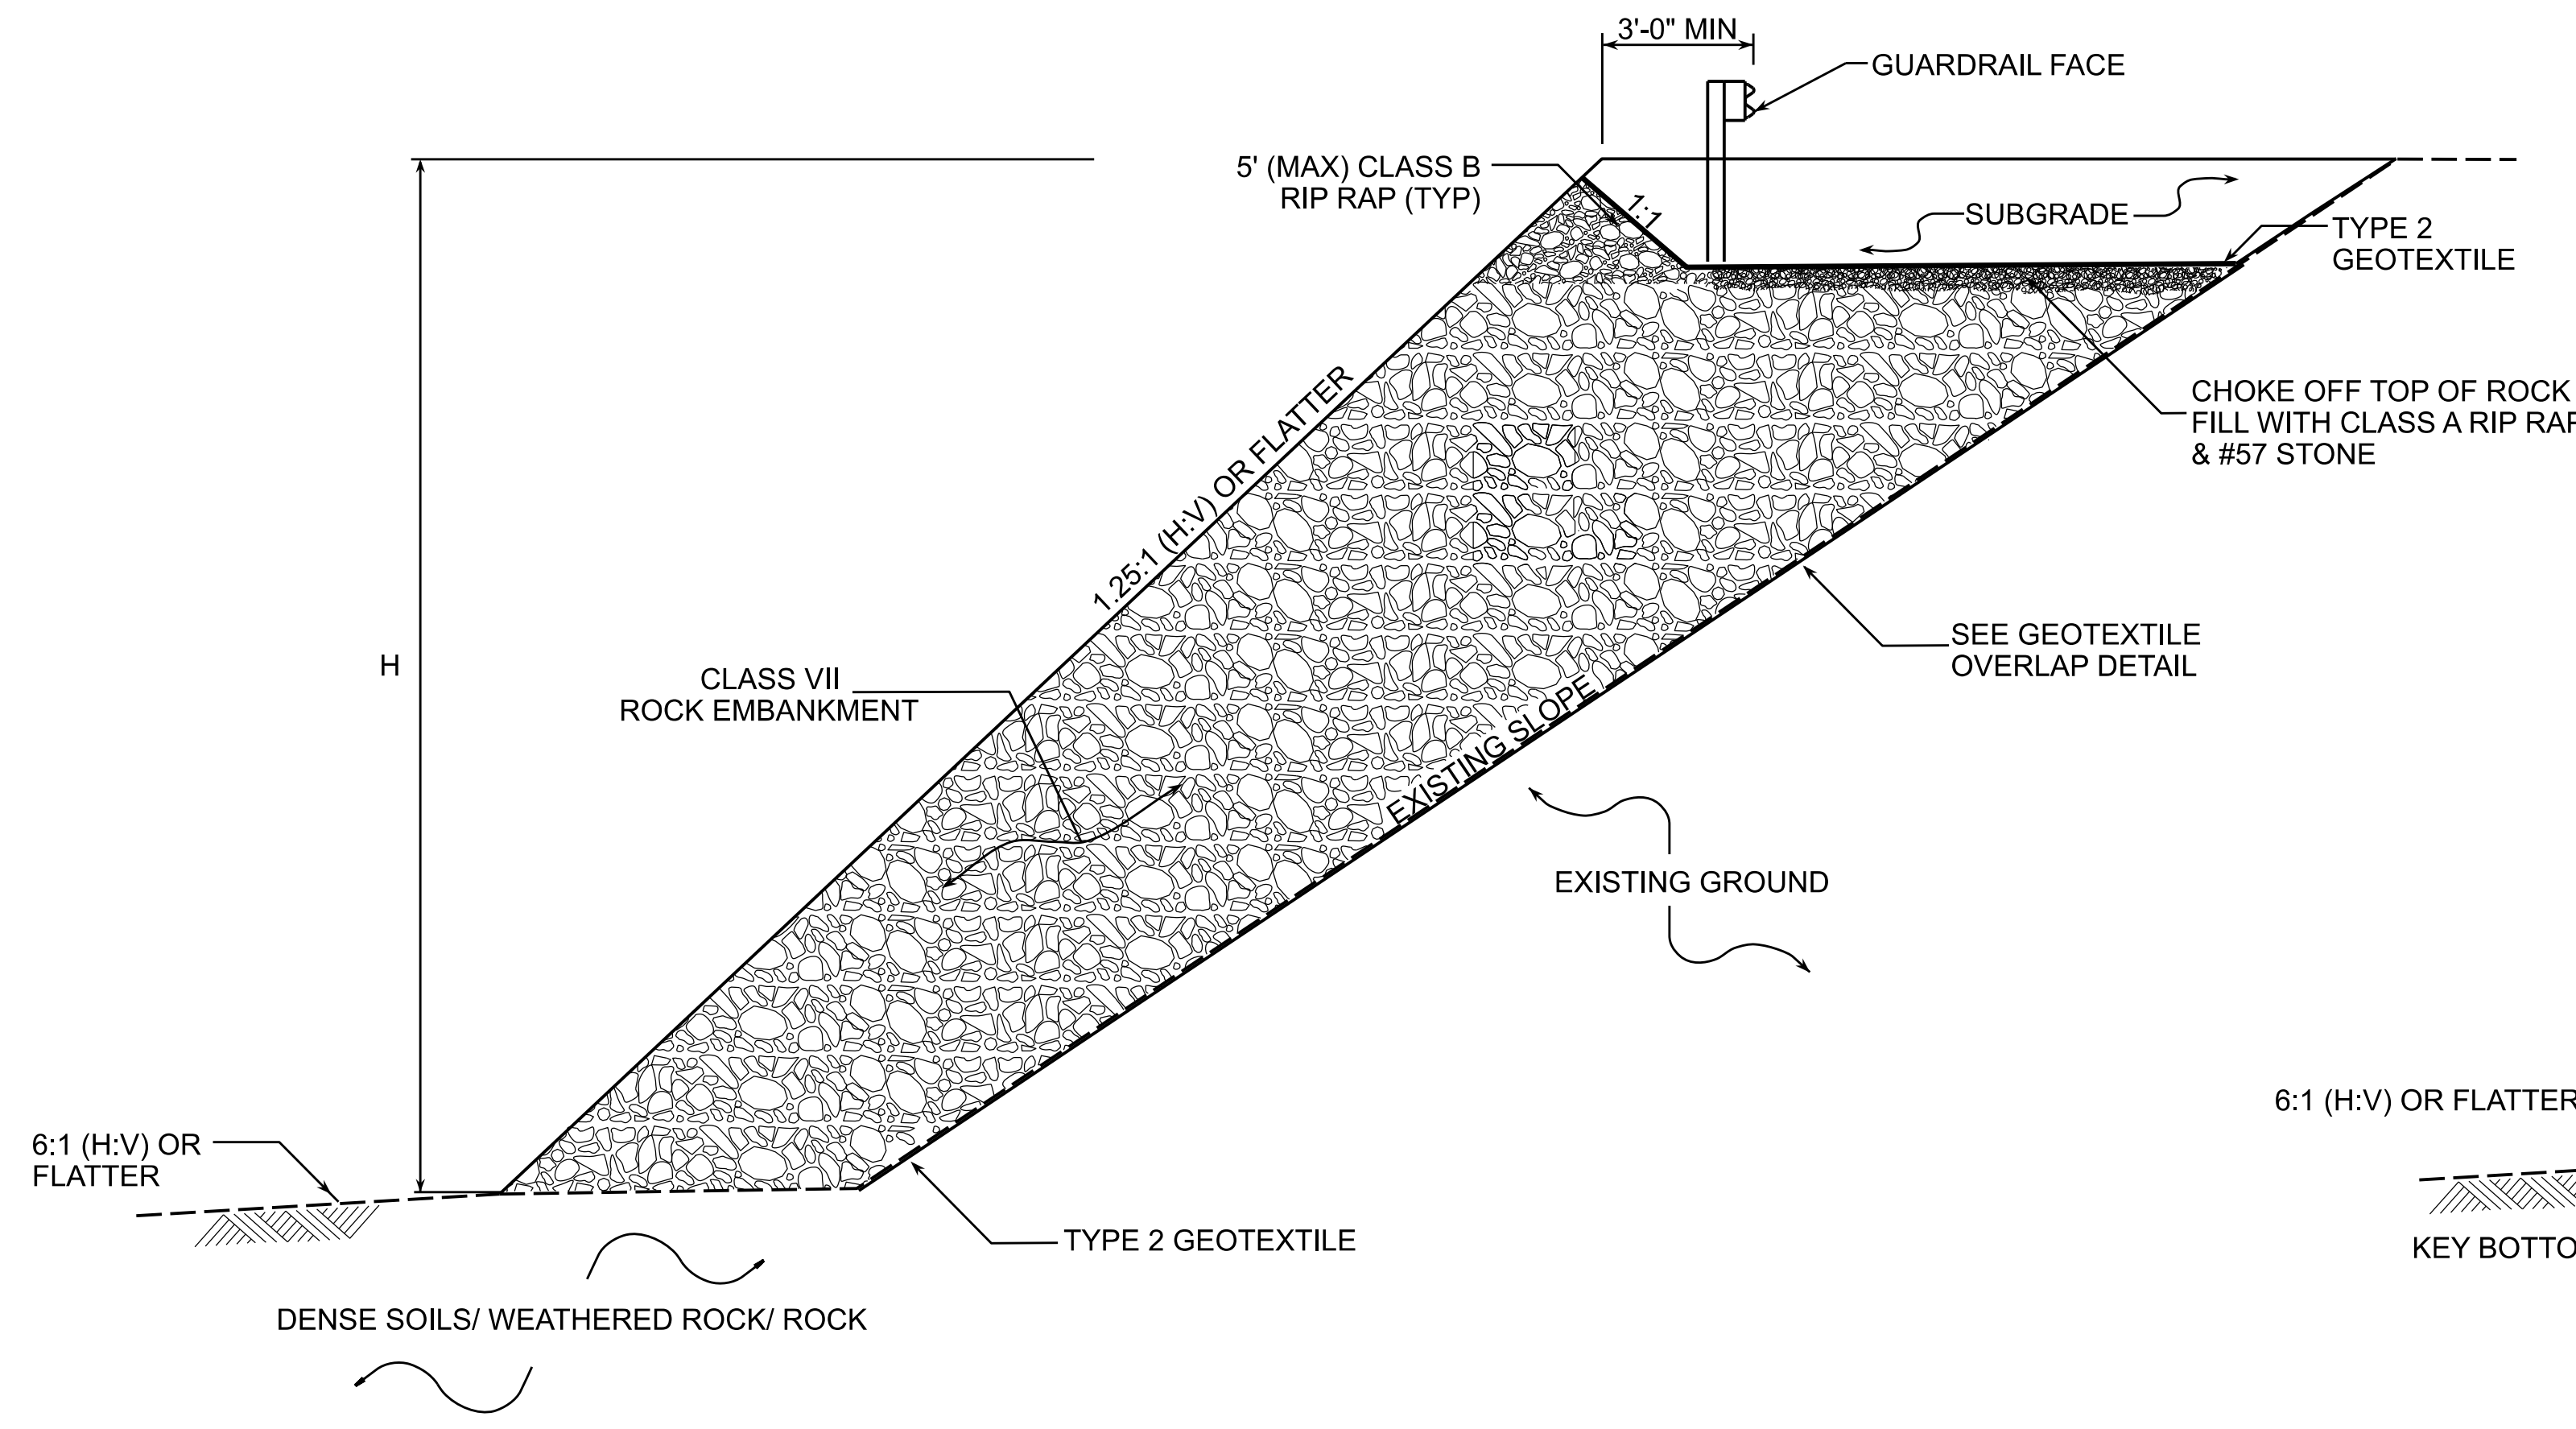 3'-0" MIN
GUARDRAIL FACE
5' (MAX) CLASS B
RIP RAP (TYP)
1:1
SUBGRADE
TYPE 2
GEOTEXTILE
CHOKE OFF TOP OF ROCK
FILL WITH CLASS A RIP RAP
& #57 STONE
1.25:1 (H:V) OR FLATTER
H
CLASS VII
ROCK EMBANKMENT
SEE GEOTEXTILE
OVERLAP DETAIL
EXISTING SLOPE
EXISTING GROUND
6:1 (H:V) OR
FLATTER
6:1 (H:V) OR FLATTER
TYPE 2 GEOTEXTILE
KEY BOTTO
DENSE SOILS/ WEATHERED ROCK/ ROCK